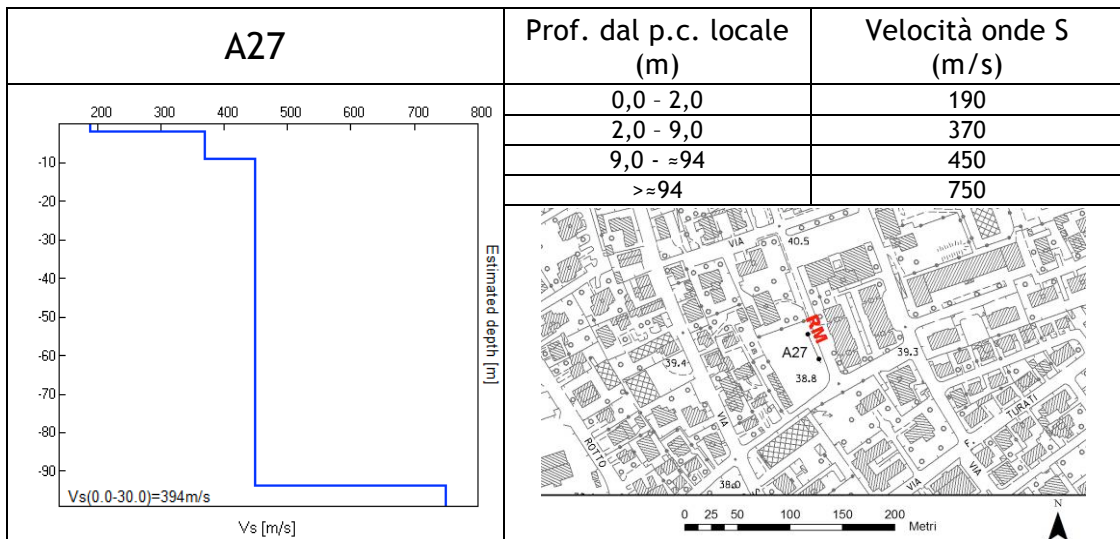 A27
Prof. dal p.c. locale
(m)
Velocità onde S
(m/s)
0,0 - 2,0
190
2,0 - 9,0
370
9,0 - ≈94
450
>≈94
750
200 300 400 500 600 700 800
-10
-20
-30
-40
-50
-60
-70
-80
-90
Estimated depth [m]
Vs(0.0-30.0)=394m/s
Vs [m/s]
VIA
40.5
RM
A27
39.4
38.8
39.3
TURATI
F.
VIA
VIA
VIA
ROTTO
38.0
0 25 50 100 150 200
Metri
N